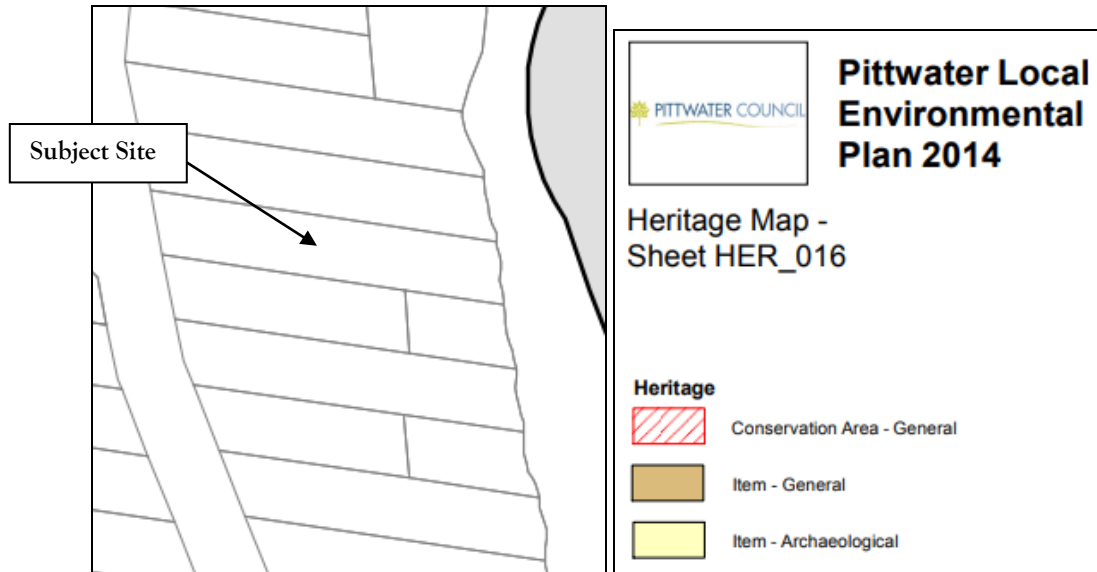 Subject Site
PITTWATER COUNCIL
Pittwater Local
Environmental
Plan 2014
Heritage Map -
Sheet HER_016
Heritage
Conservation Area - General
Item - General
Item - Archaeological